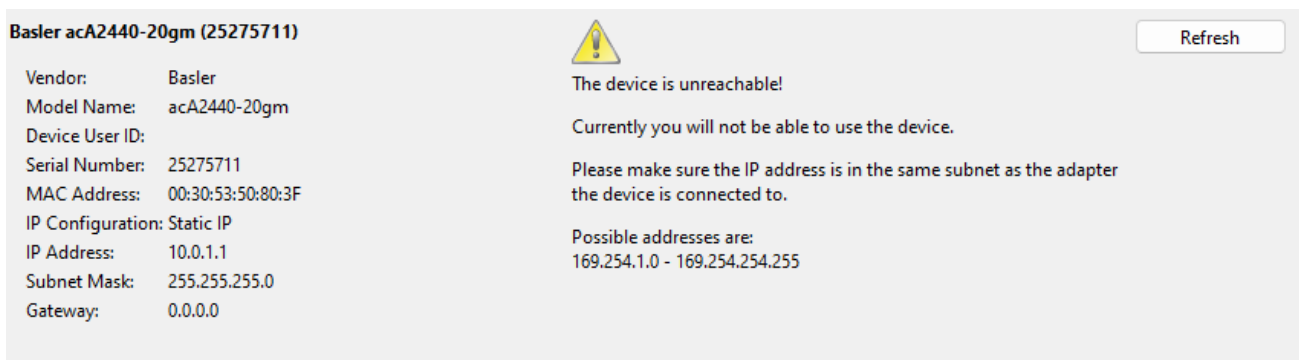 Basler acA2440-20gm (25275711)
Vendor: Basler
Model Name: acA2440-20gm
Device User ID:
Serial Number: 25275711
MAC Address: 00:30:53:50:80:3F
IP Configuration: Static IP
IP Address: 10.0.1.1
Subnet Mask: 255.255.255.0
Gateway: 0.0.0.0
The device is unreachable!
Currently you will not be able to use the device.
Please make sure the IP address is in the same subnet as the adapter
the device is connected to.
Possible addresses are:
169.254.1.0 - 169.254.254.255
Refresh